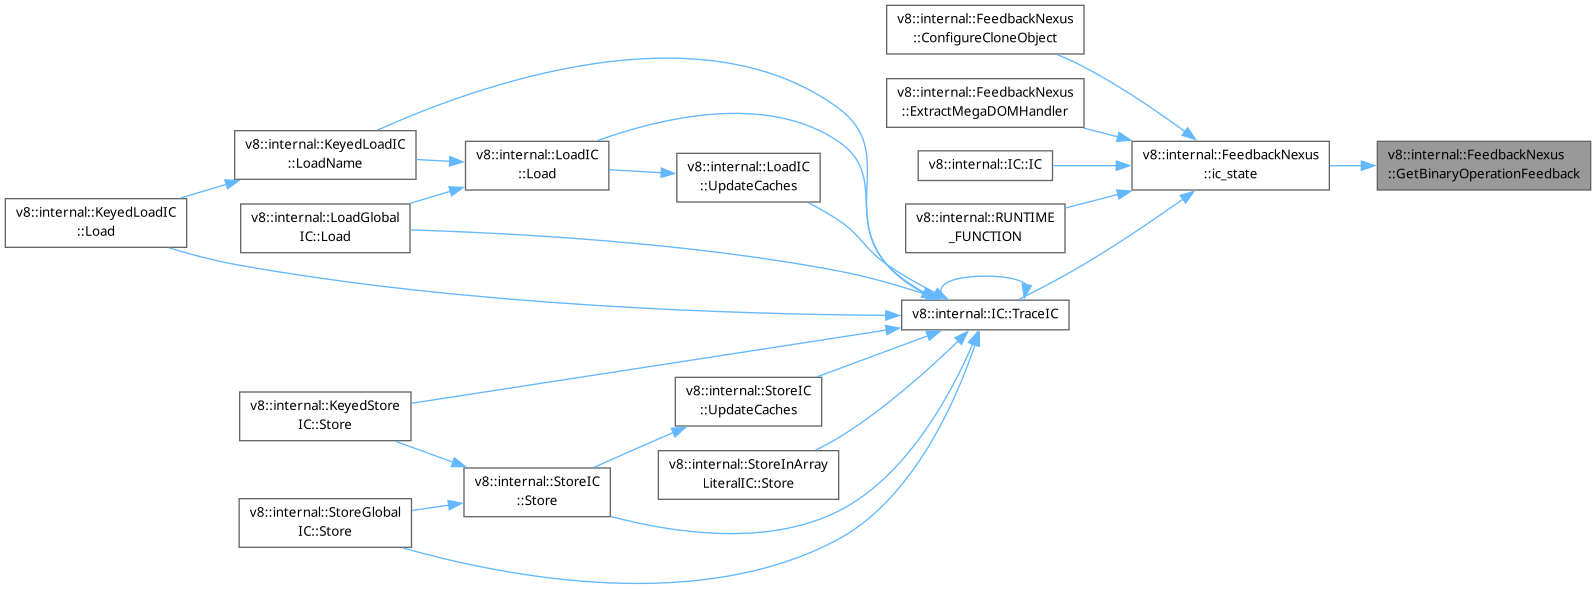 v8::internal::FeedbackNexus
::ConfigureCloneObject
v8::internal::FeedbackNexus
::ExtractMegaDOMHandler
v8::internal::KeyedLoadIC
::LoadName
v8::internal::LoadIC
::Load
v8::internal::LoadIC
::UpdateCaches
v8::internal::IC::IC
v8::internal::FeedbackNexus
::ic_state
v8::internal::FeedbackNexus
::GetBinaryOperationFeedback
v8::internal::KeyedLoadIC
::Load
v8::internal::LoadGlobal
IC::Load
v8::internal::RUNTIME
_FUNCTION
v8::internal::IC::TraceIC
v8::internal::KeyedStore
IC::Store
v8::internal::StoreIC
::UpdateCaches
v8::internal::StoreInArray
LiteralIC::Store
v8::internal::StoreIC
::Store
v8::internal::StoreGlobal
IC::Store